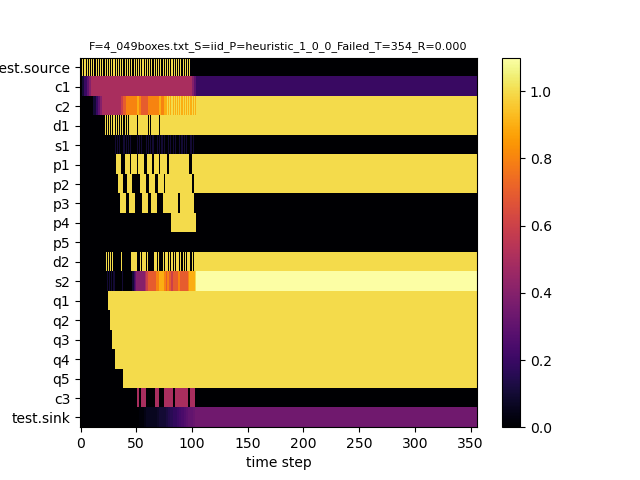 F=4_049boxes.txt_S=iid_P=heuristic_1_0_0_Failed_T=354_R=0.000
est.source
c1
c2
d1
s1
p1
p2
p3
p4
p5
d2
s2
q1
q2
q3
q4
q5
c3
test.sink
0 50 100 150 200 250 300 350
time step
1.0
0.8
0.6
0.4
0.2
0.0